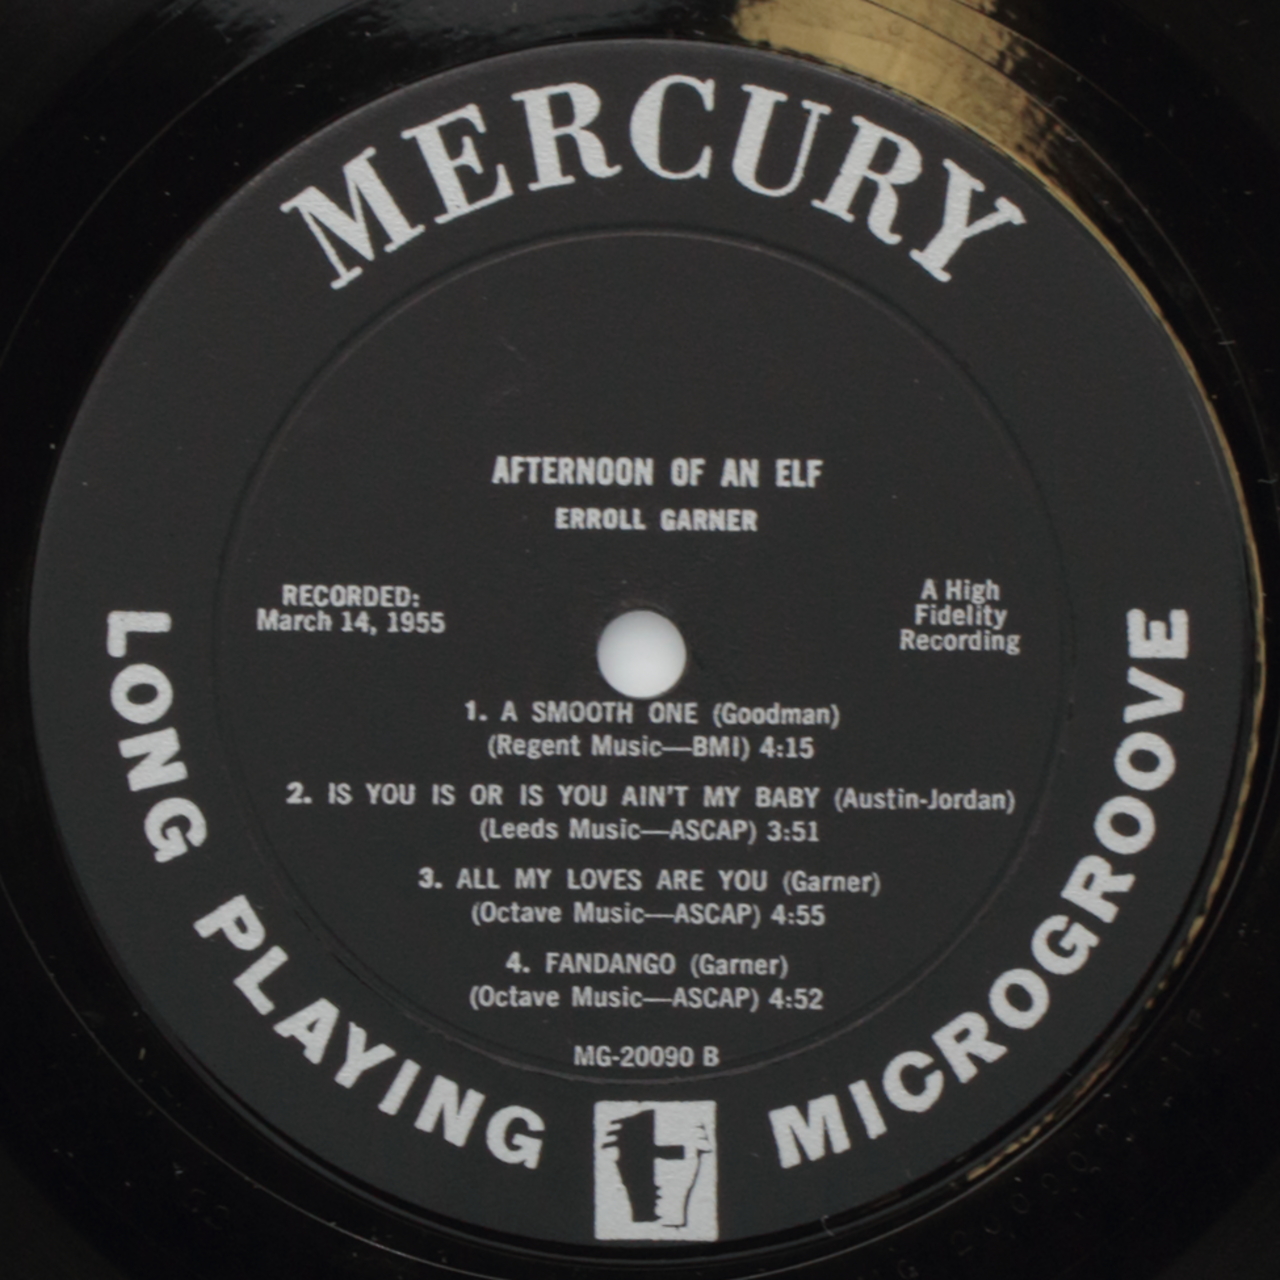 MERCURY
AFTERNOON OF AN ELF
ERROLL GARNER
RECORDED:
March 14, 1955
A High
Fidelity
Recording
1. A SMOOTH ONE (Goodman)
(Regent Music—BMI) 4:15
2. IS YOU IS OR IS YOU AIN'T MY BABY (Austin-Jordan)
(Leeds Music—ASCAP) 3:51
3. ALL MY LOVES ARE YOU (Garner)
(Octave Music—ASCAP) 4:55
4. FANDANGO (Garner)
(Octave Music—ASCAP) 4:52
MG-20090 B
LONG PLAYING
MICROGROOVE